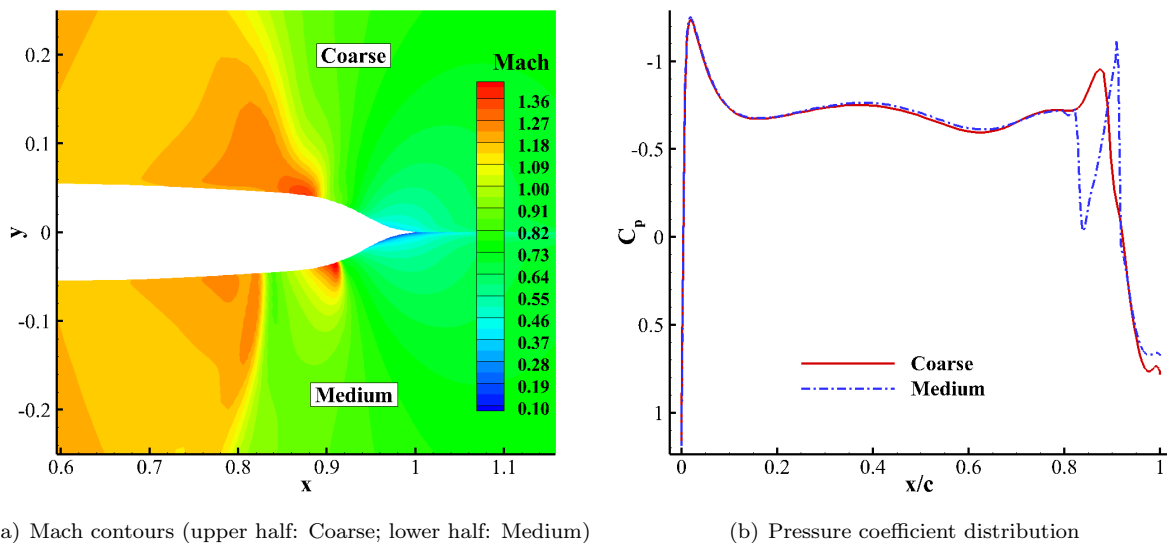 Coarse
Mach
1.36
1.27
1.18
1.09
1.00
0.91
0.82
0.73
0.64
0.55
0.46
0.37
0.28
0.19
0.10
Medium
0.2
0.1
0
-0.1
-0.2
y
0.6 0.7 0.8 0.9 1 1.1
x
a) Mach contours (upper half: Coarse; lower half: Medium)
-1
-0.5
0
0.5
1
Cp
Coarse
Medium
0 0.2 0.4 0.6 0.8 1
x/c
(b) Pressure coefficient distribution